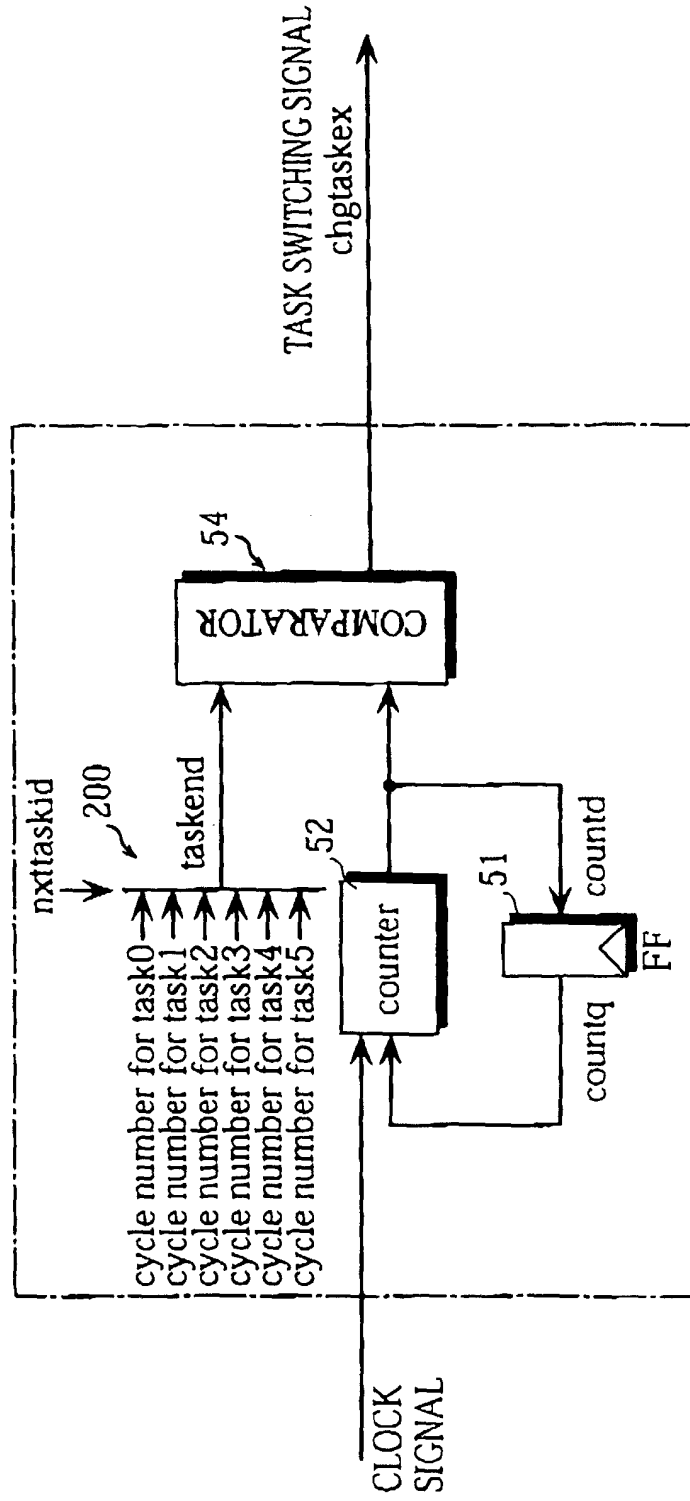 nxttaskid
200
cycle number for task0
cycle number for task1
cycle number for task2
cycle number for task3
cycle number for task4
cycle number for task5
taskend
54
COMPARATOR
TASK SWITCHING SIGNAL
chgtaskex
CLOCK
SIGNAL
52
counter
51
countq
countd
FF